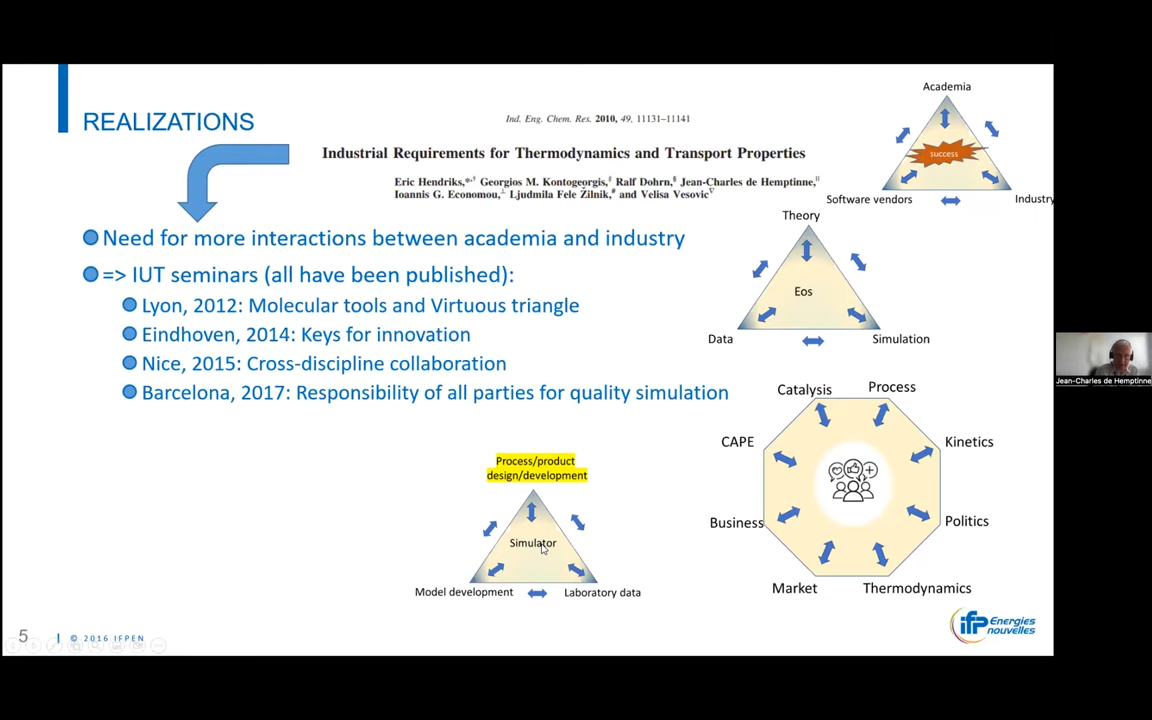 REALIZATIONS
Ind. Eng. Chem. Res. 2010, 49, 11131–11141
Industrial Requirements for Thermodynamics and Transport Properties
Eric Hendriks,*,† Georgios M. Kontogeorgis,‡ Ralf Dohrn,§ Jean-Charles de Hemptinne,||
Ioannis G. Economou,⊥ Ljudmila Fele Žilnik,# and Velisa Vesovic∇
Need for more interactions between academia and industry
=> IUT seminars (all have been published):
Lyon, 2012: Molecular tools and Virtuous triangle
Eindhoven, 2014: Keys for innovation
Nice, 2015: Cross-discipline collaboration
Barcelona, 2017: Responsibility of all parties for quality simulation
Academia
success
Software vendors
Industry
Theory
Eos
Data
Simulation
Catalysis
Process
CAPE
Kinetics
Business
Politics
Market
Thermodynamics
Process/product
design/development
Simulator
Model development
Laboratory data
5 | © 2016 IFPEN
ifp Energies
nouvelles
Jean-Charles de Hemptinne